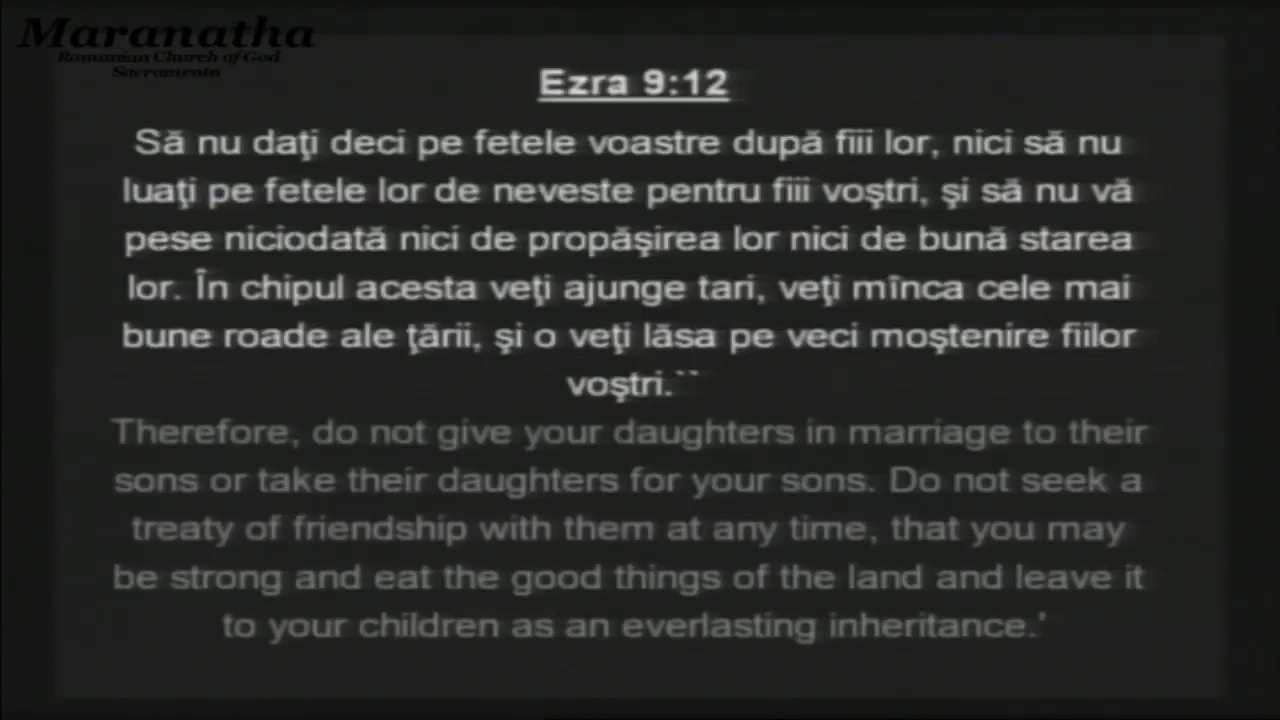 Maranatha
Romanian Church of God
Sacramento
Ezra 9:12
Să nu daţi deci pe fetele voastre după fiii lor, nici să nu
luaţi pe fetele lor de neveste pentru fiii voştri, şi să nu vă
pese niciodată nici de propăşirea lor nici de bună starea
lor. În chipul acesta veţi ajunge tari, veţi mînca cele mai
bune roade ale ţării, şi o veţi lăsa pe veci moştenire fiilor
voştri.``
Therefore, do not give your daughters in marriage to their
sons or take their daughters for your sons. Do not seek a
treaty of friendship with them at any time, that you may
be strong and eat the good things of the land and leave it
to your children as an everlasting inheritance.'